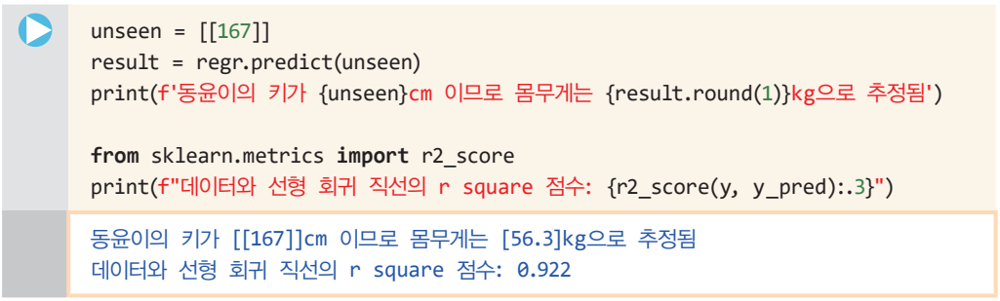 unseen = [[167]]
result = regr.predict(unseen)
print(f'동윤이의 키가 {unseen}cm 이므로 몸무게는 {result.round(1)}kg으로 추정됨')
from sklearn.metrics import r2_score
print(f"데이터와 선형 회귀 직선의 r square 점수: {r2_score(y, y_pred):.3}")
동윤이의 키가 [[167]]cm 이므로 몸무게는 [56.3]kg으로 추정됨
데이터와 선형 회귀 직선의 r square 점수: 0.922